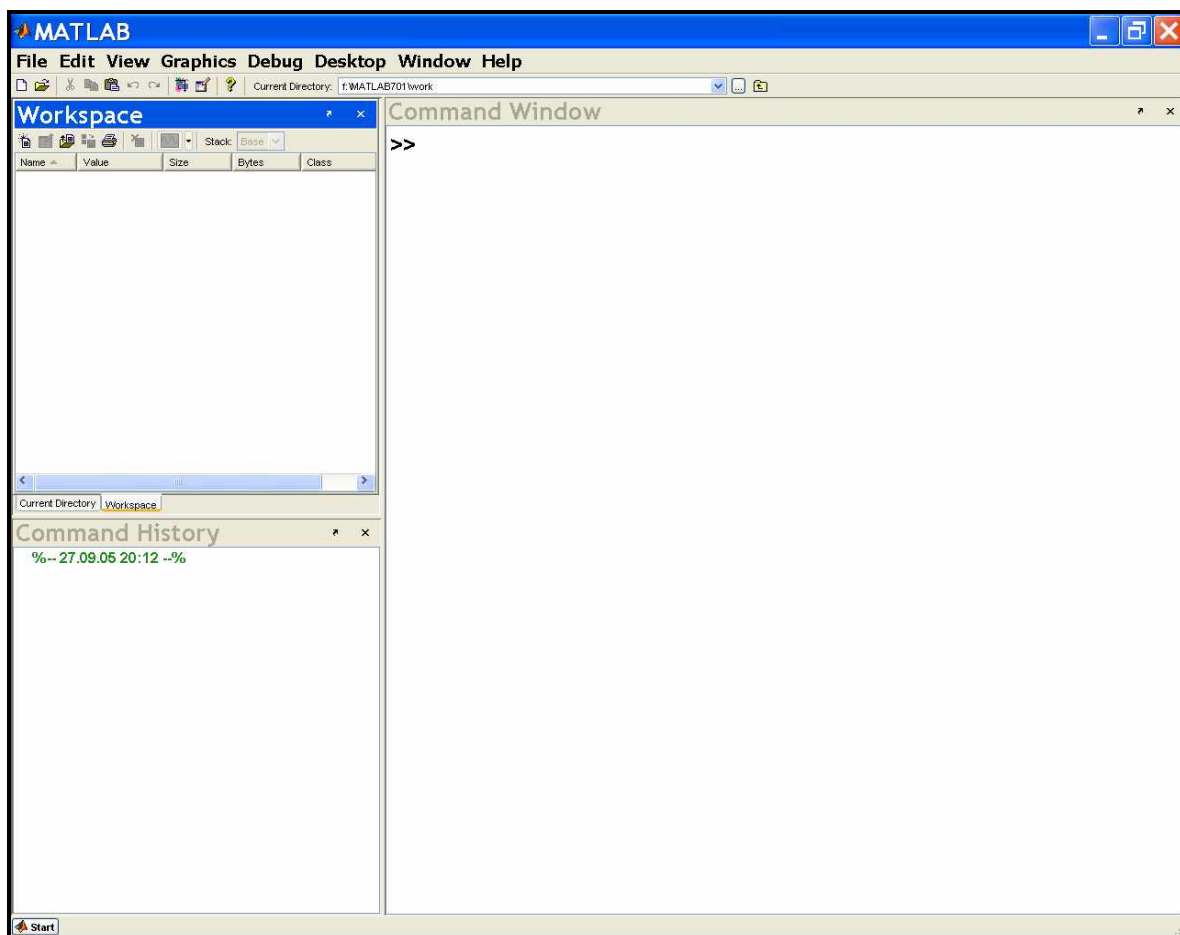 MATLAB
File Edit View Graphics Debug Desktop Window Help
Current Directory: f:\MATLAB701\work
Workspace
Stack: Base
Name Value Size Bytes Class
Current Directory Workspace
Command History
%-- 27.09.05 20:12 --%
Command Window
>>
Start